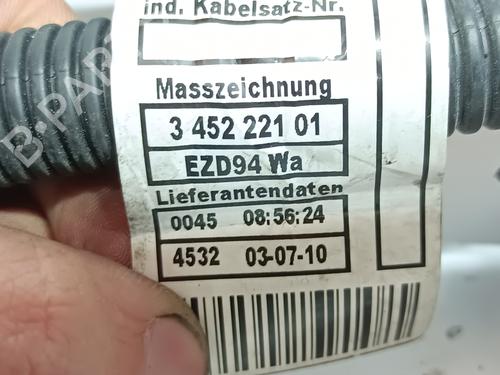 ind. Kabelsatz-Nr.
Masszeichnung
3 452 221 01
EZD94 Wa
Lieferantendaten
0045 08:56:24
4532 03-07-10
B-PARTS